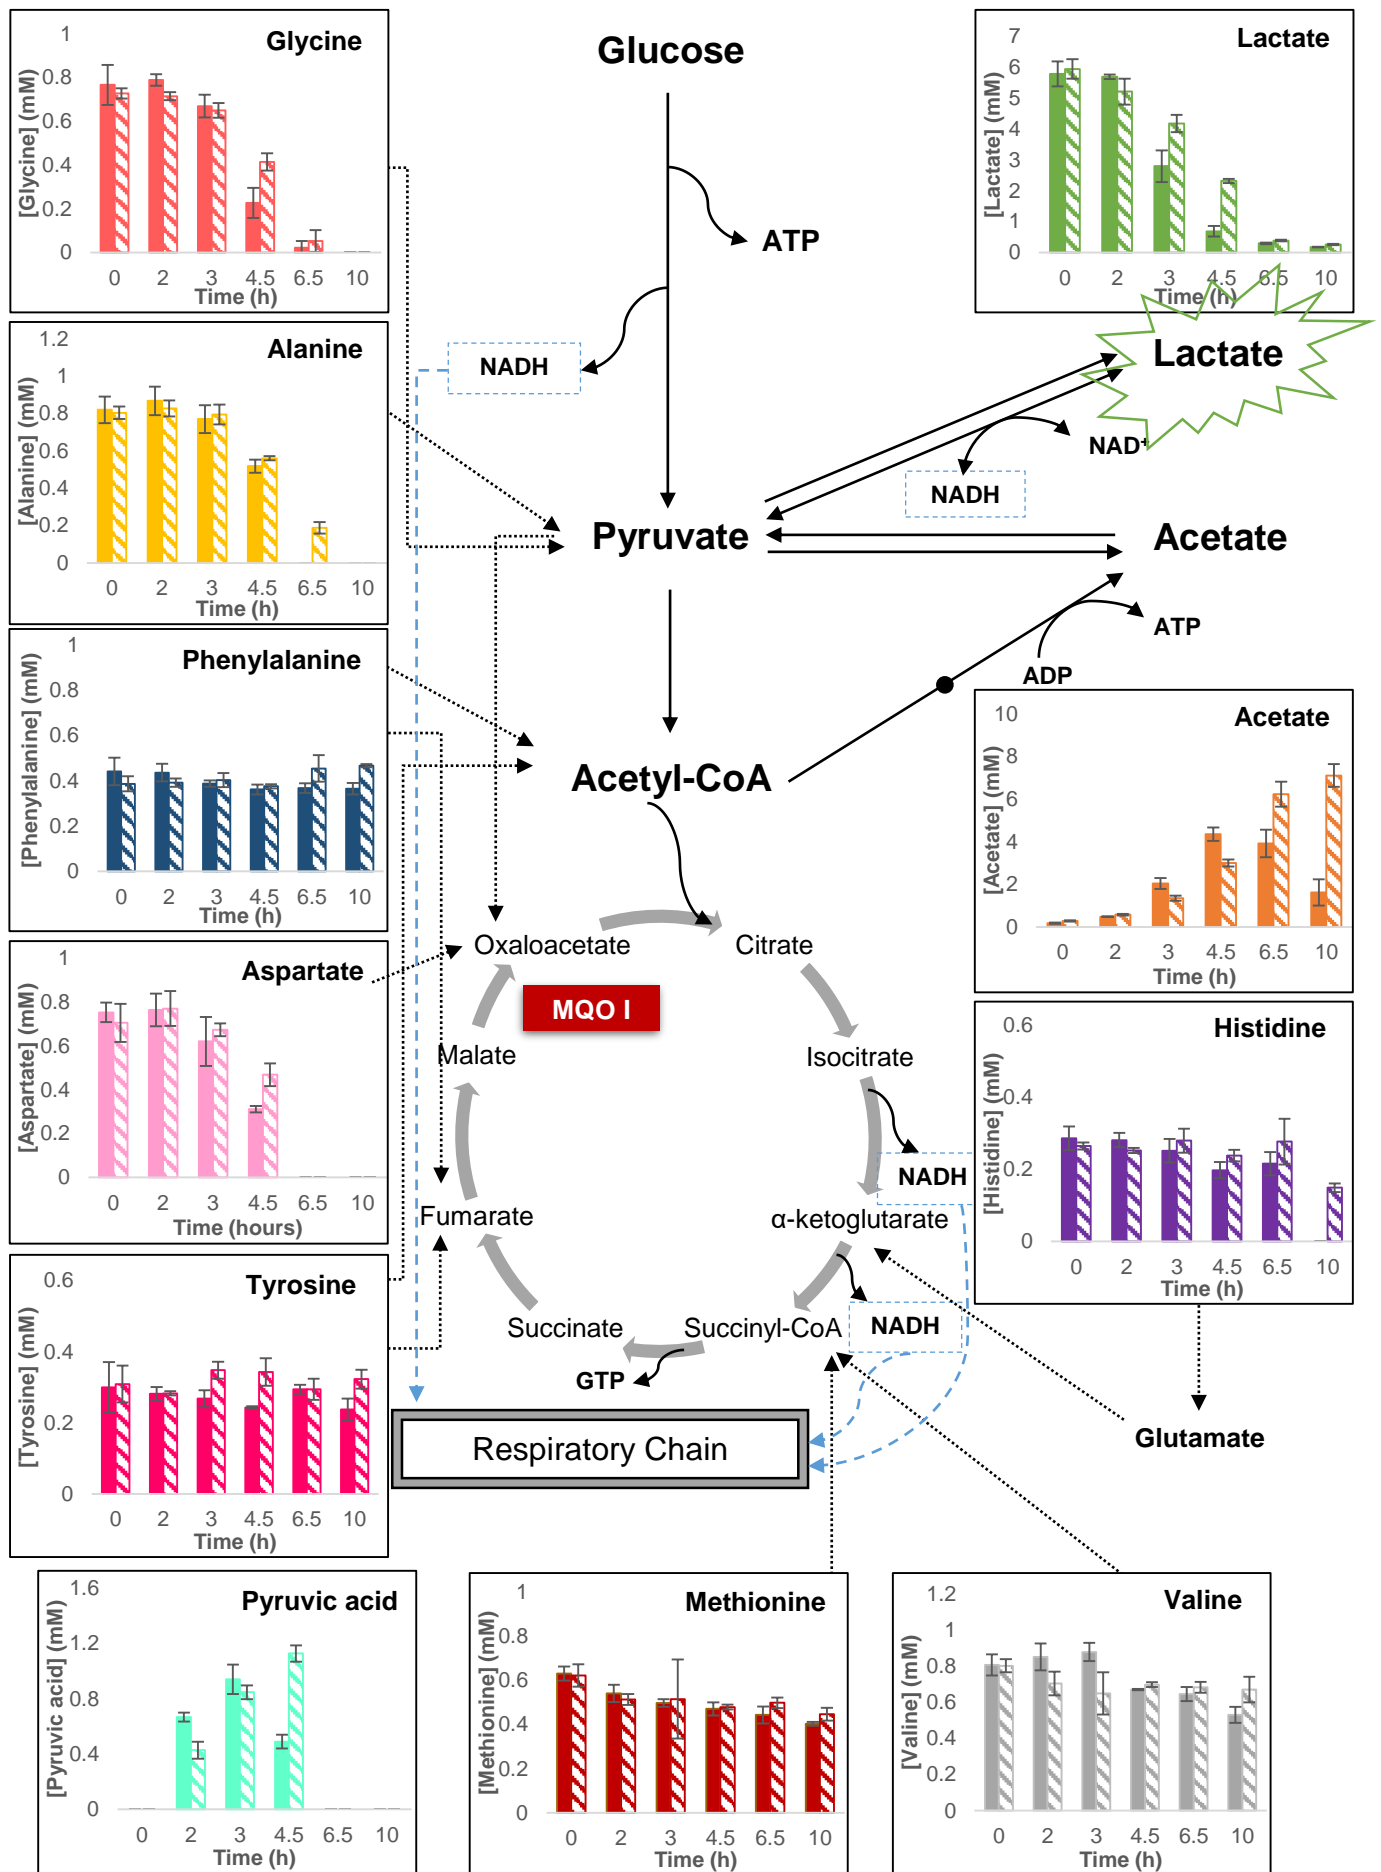 Glycine
[Glycine] (mM)
1
0.8
0.6
0.4
0.2
0
0 2 3 4.5 6.5 10
Time (h)
Glucose
ATP
NADH
Lactate
[Lactate] (mM)
7
6
5
4
3
2
1
0
0 2 3 4.5 6.5 10
Time (h)
Lactate
NAD+
NADH
Alanine
[Alanine] (mM)
1.2
1
0.8
0.6
0.4
0.2
0
0 2 3 4.5 6.5 10
Time (h)
Pyruvate
Acetate
ATP
ADP
Phenylalanine
[Phenylalanine] (mM)
1
0.8
0.6
0.4
0.2
0
0 2 3 4.5 6.5 10
Time (h)
Acetyl-CoA
Acetate
[Acetate] (mM)
10
8
6
4
2
0
0 2 3 4.5 6.5 10
Time (h)
Aspartate
[Aspartate] (mM)
1
0.8
0.6
0.4
0.2
0
0 2 3 4.5 6.5 10
Time (hours)
Oxaloacetate
Citrate
MQO I
Malate
Isocitrate
NADH
Fumarate
α-ketoglutarate
NADH
Succinate
Succinyl-CoA
GTP
Respiratory Chain
Histidine
[Histidine] (mM)
0.6
0.4
0.2
0
0 2 3 4.5 6.5 10
Time (h)
Glutamate
Tyrosine
[Tyrosine] (mM)
0.6
0.4
0.2
0
0 2 3 4.5 6.5 10
Time (h)
Pyruvic acid
[Pyruvic acid] (mM)
1.6
1.2
0.8
0.4
0
0 2 3 4.5 6.5 10
Time (h)
Methionine
[Methionine] (mM)
1
0.8
0.6
0.4
0.2
0
0 2 3 4.5 6.5 10
Time (h)
Valine
[Valine] (mM)
1.2
1
0.8
0.6
0.4
0.2
0
0 2 3 4.5 6.5 10
Time (h)